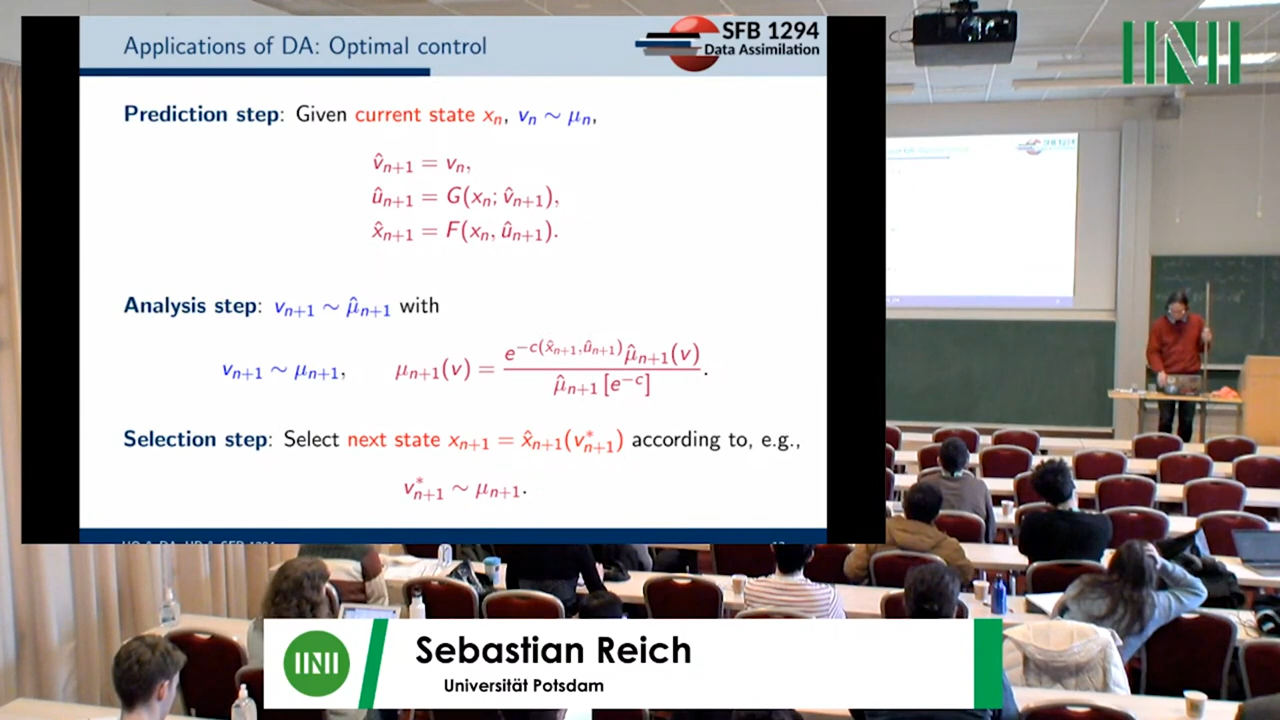 Applications of DA: Optimal control
SFB 1294
Data Assimilation
Prediction step: Given current state xₙ, vₙ ∼ μₙ,
v̂ₙ₊₁ = vₙ,
ûₙ₊₁ = G(xₙ; v̂ₙ₊₁),
x̂ₙ₊₁ = F(xₙ, ûₙ₊₁).
Analysis step: vₙ₊₁ ∼ μ̂ₙ₊₁ with
vₙ₊₁ ∼ μₙ₊₁, μₙ₊₁(v) = e^{−c(x̂ₙ₊₁,ûₙ₊₁)} μ̂ₙ₊₁(v) / μ̂ₙ₊₁ [e^{−c}] .
Selection step: Select next state xₙ₊₁ = x̂ₙ₊₁(v*ₙ₊₁) according to, e.g.,
v*ₙ₊₁ ∼ μₙ₊₁.
Sebastian Reich
Universität Potsdam